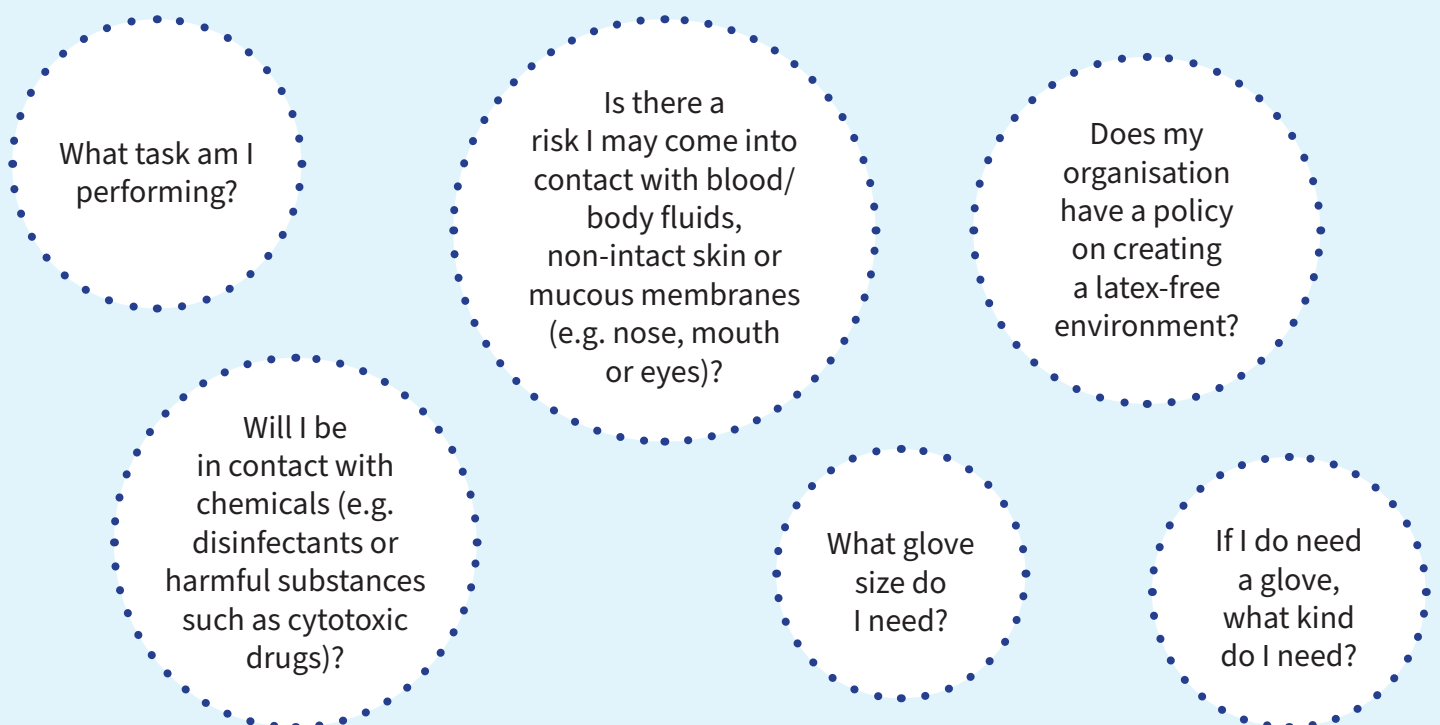 What task am I
performing?
Is there a
risk I may come into
contact with blood/
body fluids,
non-intact skin or
mucous membranes
(e.g. nose, mouth
or eyes)?
Does my
organisation
have a policy
on creating
a latex-free
environment?
Will I be
in contact with
chemicals (e.g.
disinfectants or
harmful substances
such as cytotoxic
drugs)?
What glove
size do
I need?
If I do need
a glove,
what kind
do I need?